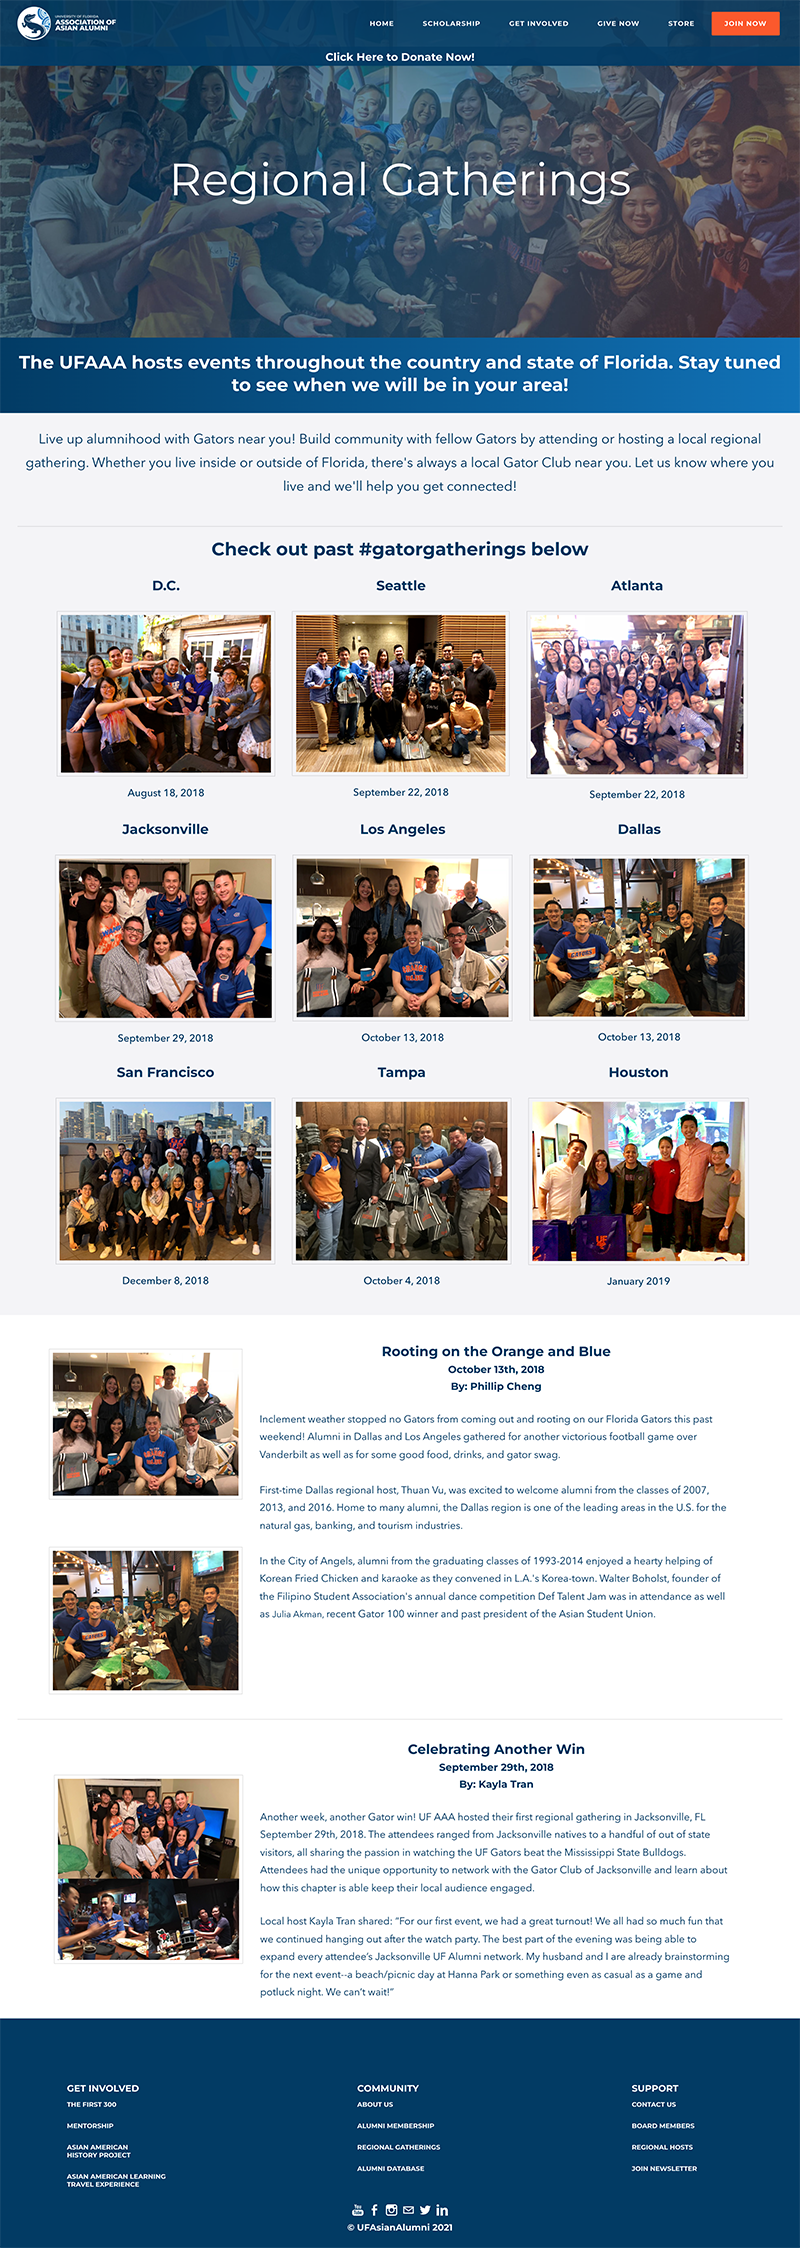 UNIVERSITY OF FLORIDA
ASSOCIATION OF
ASIAN ALUMNI
HOME SCHOLARSHIP GET INVOLVED GIVE NOW STORE JOIN NOW
Click Here to Donate Now!
Regional Gatherings
The UFAAA hosts events throughout the country and state of Florida. Stay tuned
to see when we will be in your area!
Live up alumnihood with Gators near you! Build community with fellow Gators by attending or hosting a local regional
gathering. Whether you live inside or outside of Florida, there's always a local Gator Club near you. Let us know where you
live and we'll help you get connected!
Check out past #gatorgatherings below
D.C. Seattle Atlanta
15
August 18, 2018 September 22, 2018 September 22, 2018
Jacksonville Los Angeles Dallas
1
ORANGE
BLUE
GATORS
September 29, 2018 October 13, 2018 October 13, 2018
San Francisco Tampa Houston
UF
December 8, 2018 October 4, 2018 January 2019
Rooting on the Orange and Blue
October 13th, 2018
By: Phillip Cheng
Inclement weather stopped no Gators from coming out and rooting on our Florida Gators this past
weekend! Alumni in Dallas and Los Angeles gathered for another victorious football game over
Vanderbilt as well as for some good food, drinks, and gator swag.
First-time Dallas regional host, Thuan Vu, was excited to welcome alumni from the classes of 2007,
2013, and 2016. Home to many alumni, the Dallas region is one of the leading areas in the U.S. for the
natural gas, banking, and tourism industries.
In the City of Angels, alumni from the graduating classes of 1993-2014 enjoyed a hearty helping of
Korean Fried Chicken and karaoke as they convened in L.A.'s Korea-town. Walter Boholst, founder of
the Filipino Student Association's annual dance competition Def Talent Jam was in attendance as well
as Julia Akman, recent Gator 100 winner and past president of the Asian Student Union.
Celebrating Another Win
September 29th, 2018
By: Kayla Tran
Another week, another Gator win! UF AAA hosted their first regional gathering in Jacksonville, FL
September 29th, 2018. The attendees ranged from Jacksonville natives to a handful of out of state
visitors, all sharing the passion in watching the UF Gators beat the Mississippi State Bulldogs.
Attendees had the unique opportunity to network with the Gator Club of Jacksonville and learn about
how this chapter is able keep their local audience engaged.
Local host Kayla Tran shared: “For our first event, we had a great turnout! We all had so much fun that
we continued hanging out after the watch party. The best part of the evening was being able to
expand every attendee’s Jacksonville UF Alumni network. My husband and I are already brainstorming
for the next event--a beach/picnic day at Hanna Park or something even as casual as a game and
potluck night. We can’t wait!”
GET INVOLVED
THE FIRST 300
MENTORSHIP
ASIAN AMERICAN
HISTORY PROJECT
ASIAN AMERICAN LEARNING
TRAVEL EXPERIENCE
COMMUNITY
ABOUT US
ALUMNI MEMBERSHIP
REGIONAL GATHERINGS
ALUMNI DATABASE
SUPPORT
CONTACT US
BOARD MEMBERS
REGIONAL HOSTS
JOIN NEWSLETTER
© UFAsianAlumni 2021